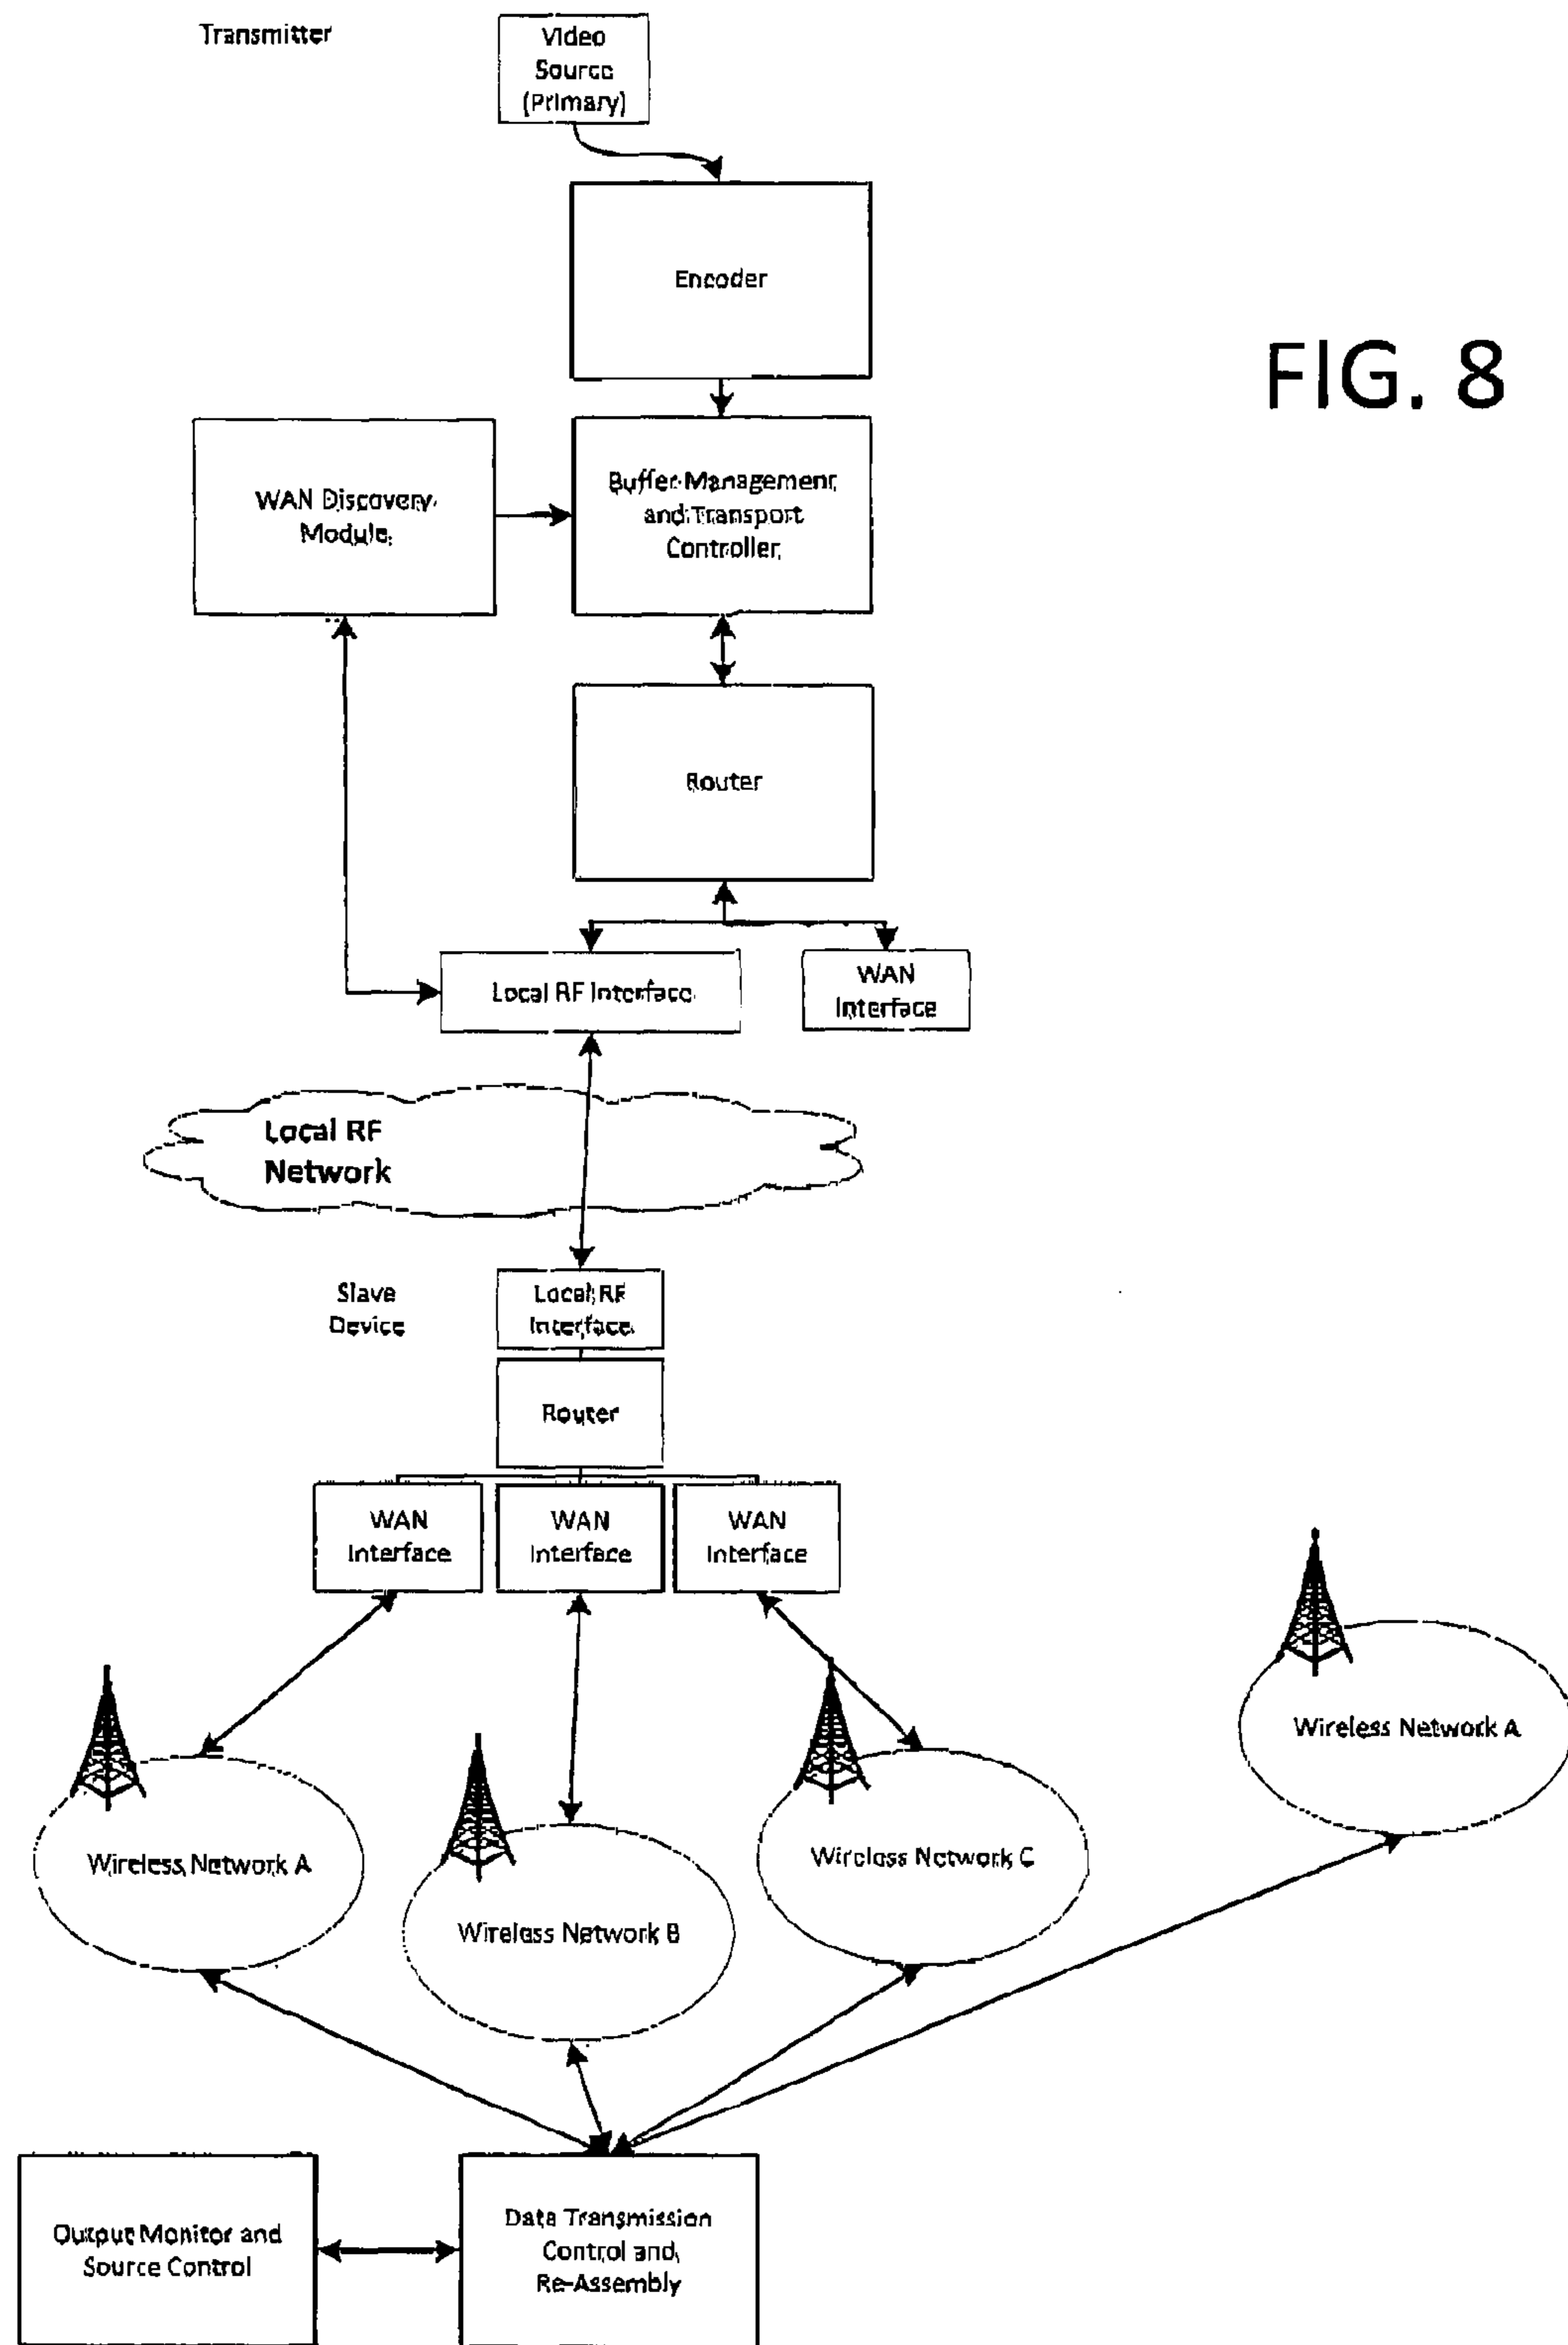 Transmitter
Video
Source
(Primary)
Encoder
FIG. 8
WAN Discovery
Module
Buffer Management
and Transport
Controller
Router
Local RF Interface
WAN
Interface
Local RF
Network
Slave
Device
Local RF
Interface
Router
WAN
Interface
WAN
Interface
WAN
Interface
Wireless Network A
Wireless Network A
Wireless Network B
Wireless Network C
Output Monitor and
Source Control
Data Transmission
Control and
Re-Assembly